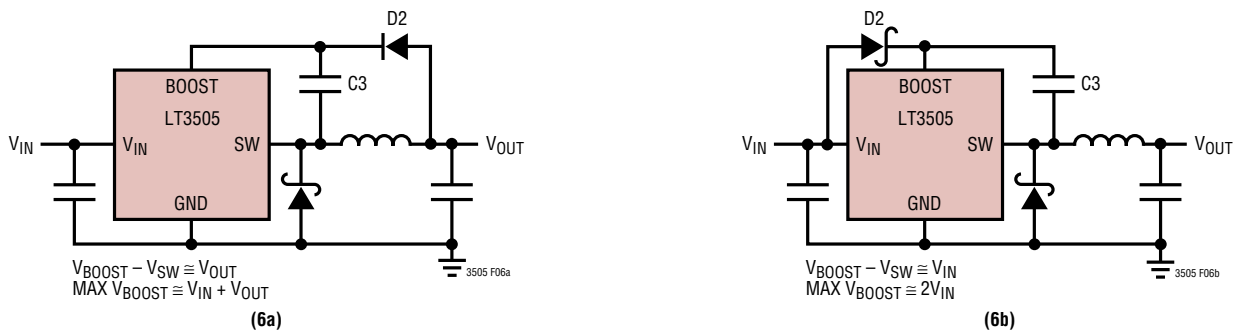 D2
BOOST
LT3505
C3
V_IN
V_IN
SW
V_OUT
GND
3505 F06a
V_BOOST – V_SW ≅ V_OUT
MAX V_BOOST ≅ V_IN + V_OUT
(6a)
D2
BOOST
LT3505
C3
V_IN
V_IN
SW
V_OUT
GND
3505 F06b
V_BOOST – V_SW ≅ V_IN
MAX V_BOOST ≅ 2V_IN
(6b)